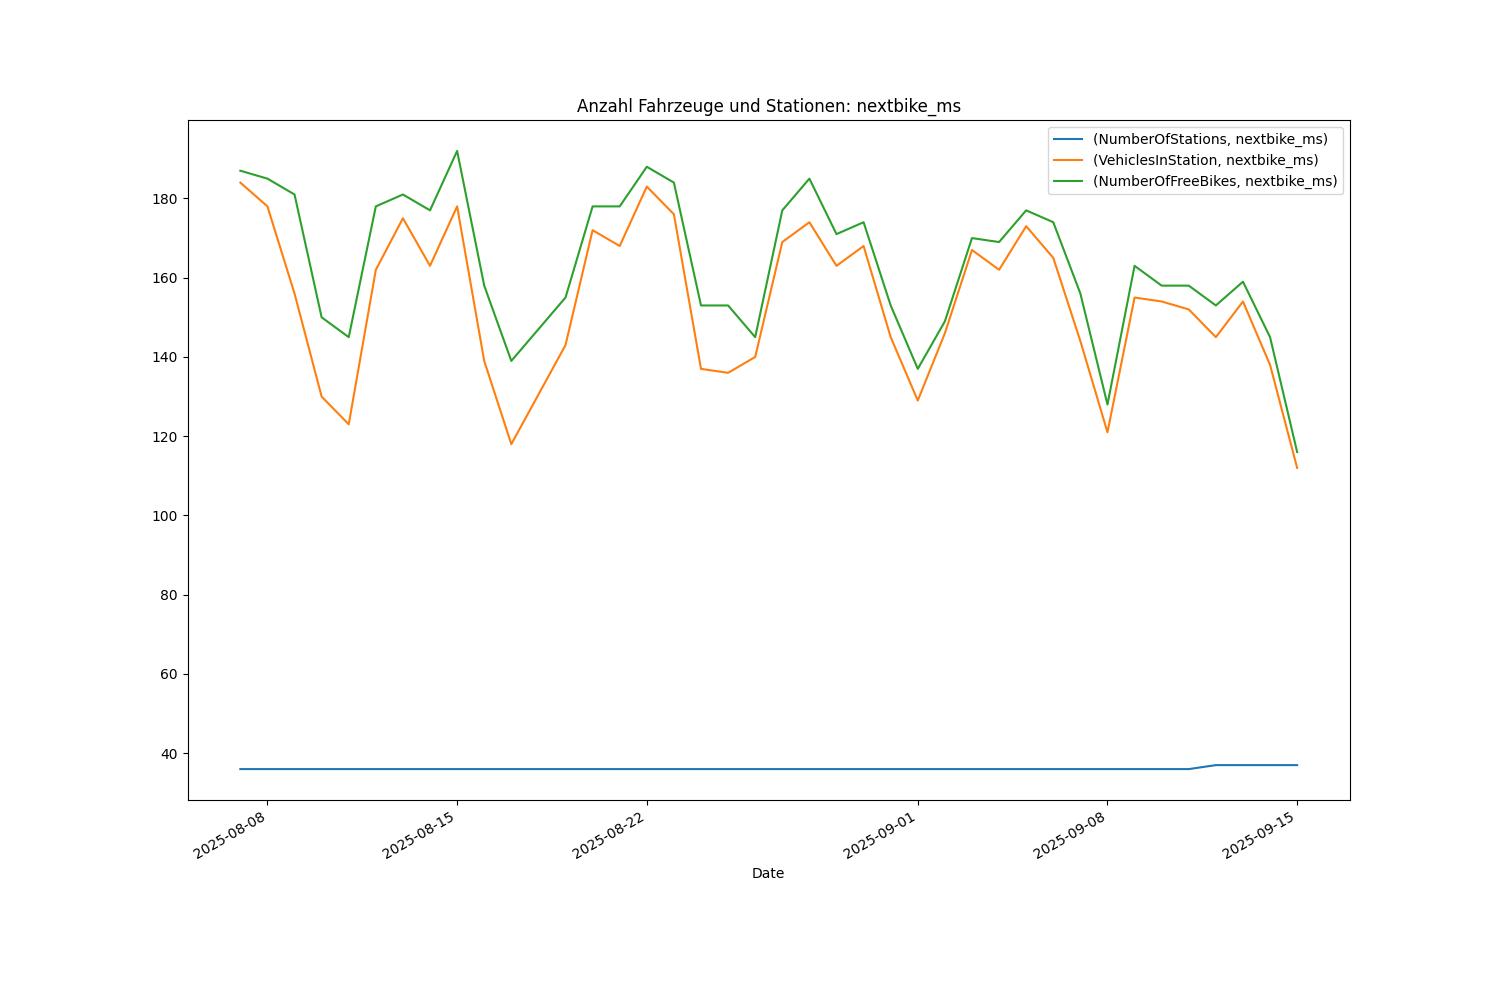 Anzahl Fahrzeuge und Stationen: nextbike_ms
(NumberOfStations, nextbike_ms)
(VehiclesInStation, nextbike_ms)
(NumberOfFreeBikes, nextbike_ms)
180
160
140
120
100
80
60
40
2025-08-08
2025-08-15
2025-08-22
2025-09-01
2025-09-08
2025-09-15
Date